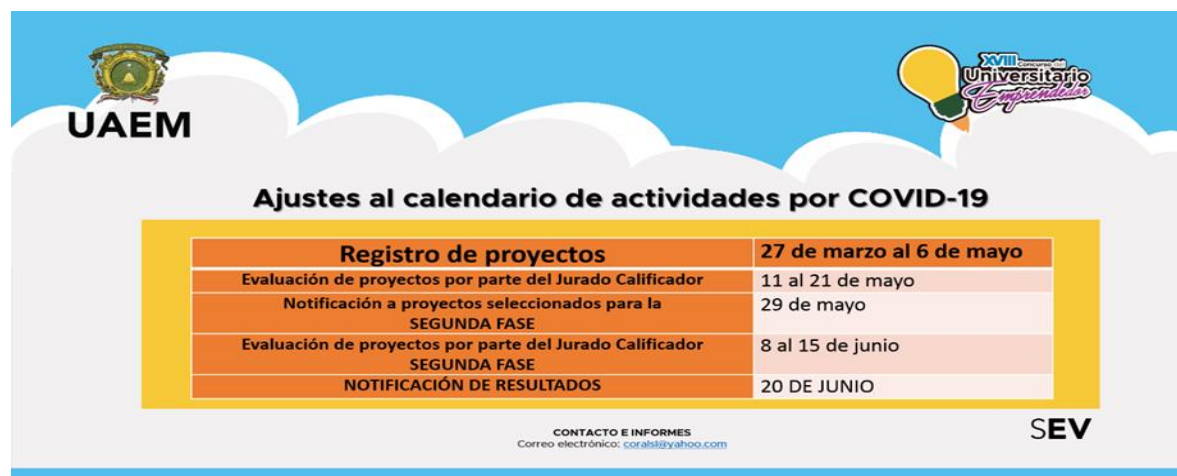 UAEM
XVIII Concurso del
Universitario
Emprendedor
Ajustes al calendario de actividades por COVID-19
Registro de proyectos 27 de marzo al 6 de mayo
Evaluación de proyectos por parte del Jurado Calificador 11 al 21 de mayo
Notificación a proyectos seleccionados para la 29 de mayo
SEGUNDA FASE
Evaluación de proyectos por parte del Jurado Calificador 8 al 15 de junio
SEGUNDA FASE
NOTIFICACIÓN DE RESULTADOS 20 DE JUNIO
CONTACTO E INFORMES
Correo electrónico: coralsl@yahoo.com
SEV